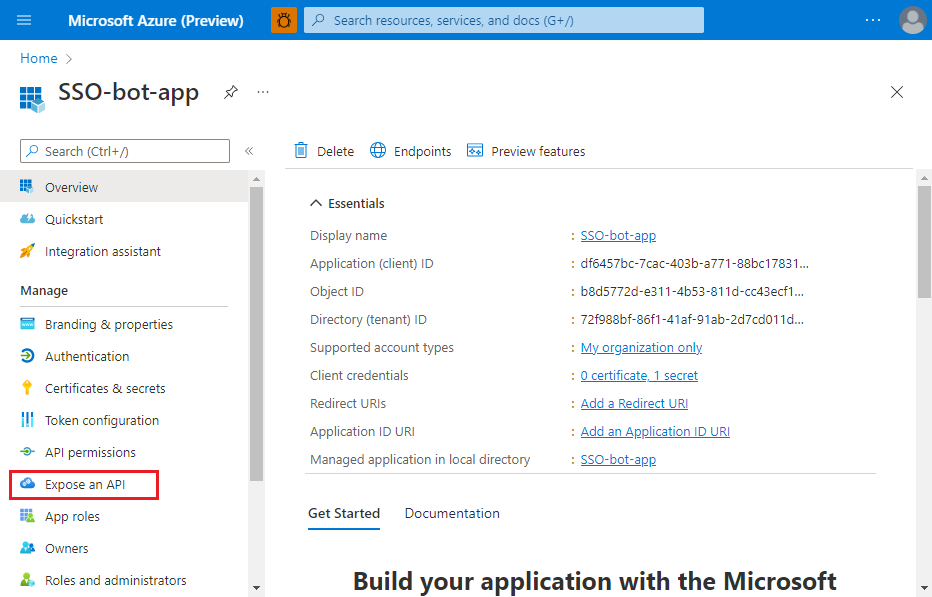 Microsoft Azure (Preview)
Search resources, services, and docs (G+/)
Home
SSO-bot-app
Search (Ctrl+/)
Delete
Endpoints
Preview features
Overview
Quickstart
Integration assistant
Manage
Branding & properties
Authentication
Certificates & secrets
Token configuration
API permissions
Expose an API
App roles
Owners
Roles and administrators
Essentials
Display name : SSO-bot-app
Application (client) ID : df6457bc-7cac-403b-a771-88bc17831...
Object ID : b8d5772d-e311-4b53-811d-cc43ecf1...
Directory (tenant) ID : 72f988bf-86f1-41af-91ab-2d7cd011d...
Supported account types : My organization only
Client credentials : 0 certificate, 1 secret
Redirect URIs : Add a Redirect URI
Application ID URI : Add an Application ID URI
Managed application in local directory : SSO-bot-app
Get Started
Documentation
Build your application with the Microsoft